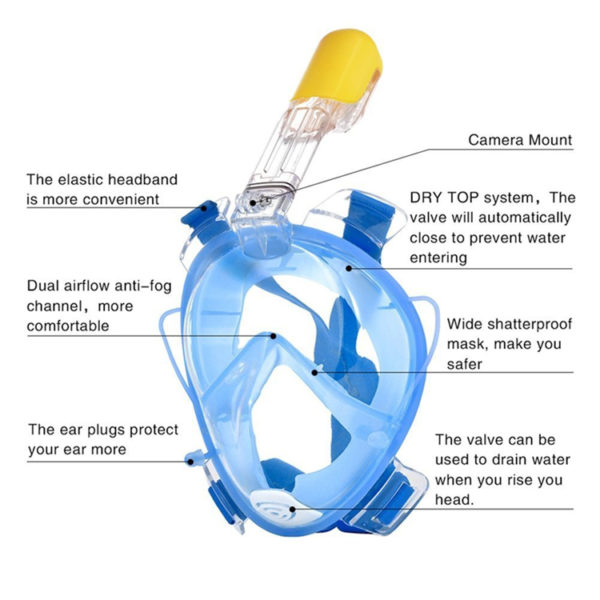 Camera Mount
The elastic headband
is more convenient
DRY TOP system, The
valve will automatically
close to prevent water
entering
Dual airflow anti-fog
channel, more
comfortable
Wide shatterproof
mask, make you
safer
The ear plugs protect
your ear more
The valve can be
used to drain water
when you rise you
head.